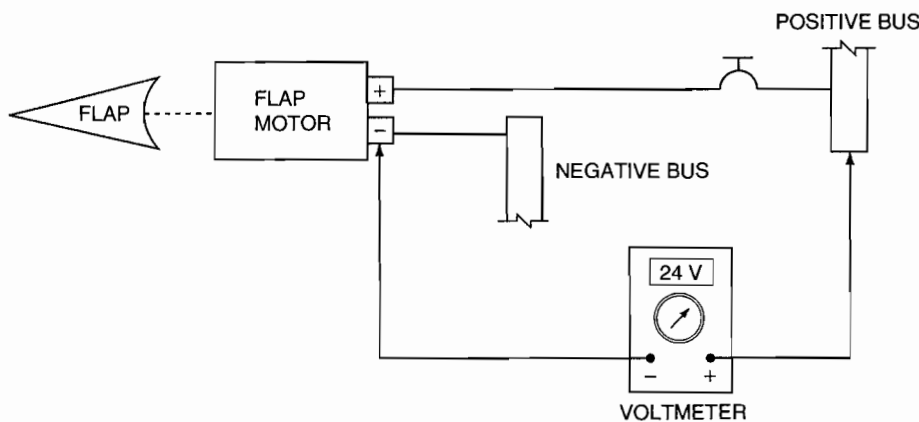 POSITIVE BUS
FLAP
FLAP
MOTOR
+
-
NEGATIVE BUS
24 V
- +
VOLTMETER